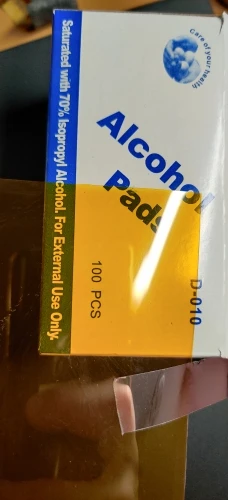 Care of your health
Alcohol
Pads
D-010
100 PCS
Saturated with 70% Isopropyl Alcohol. For External Use Only.